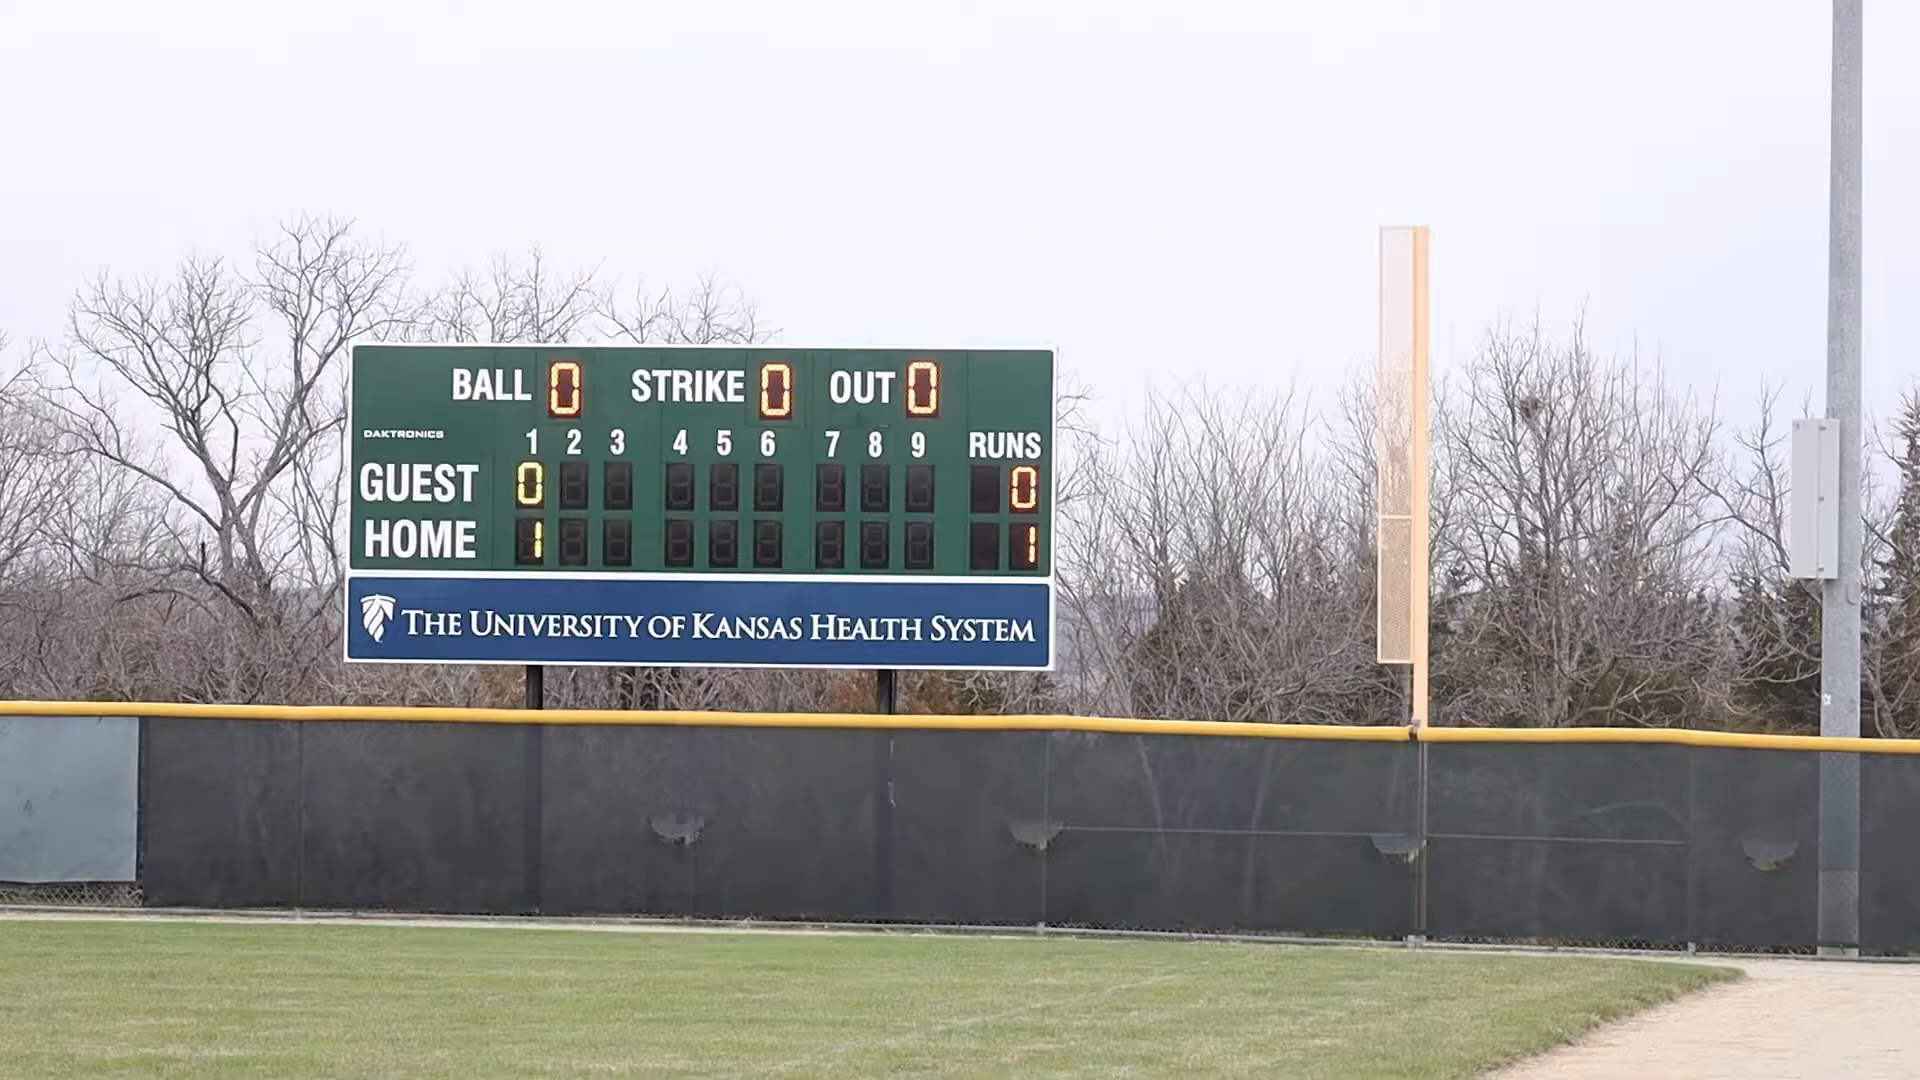 BALL 0 STRIKE 0 OUT 0
DAKTRONICS 1 2 3 4 5 6 7 8 9 RUNS
GUEST 0 0
HOME 1 1
THE UNIVERSITY OF KANSAS HEALTH SYSTEM